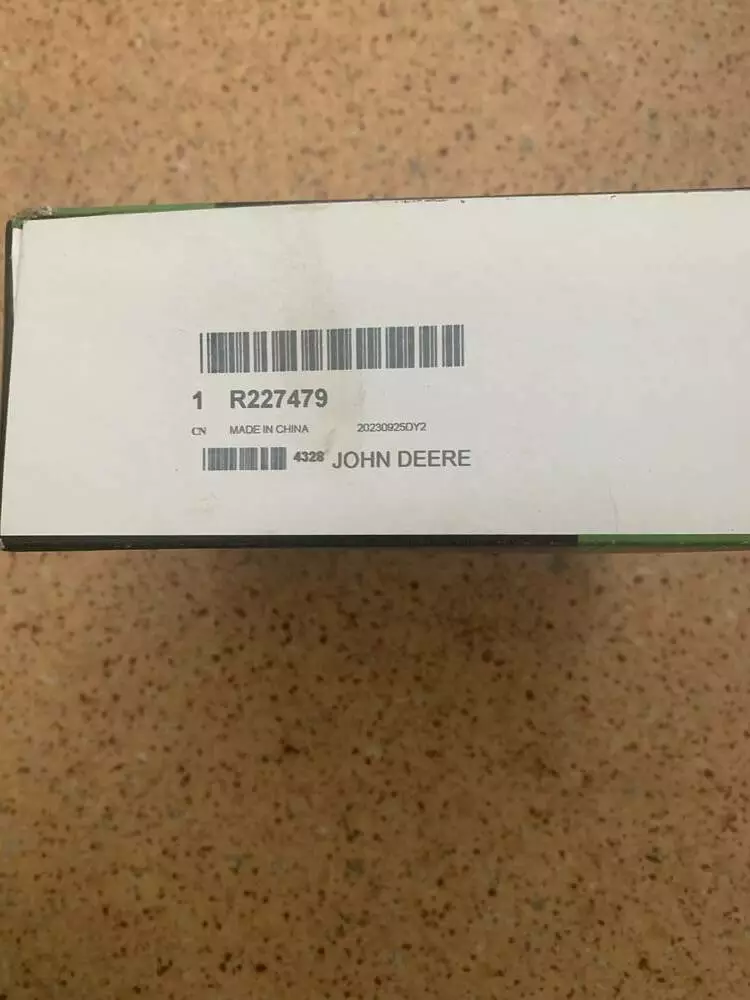 1 R227479
CN MADE IN CHINA 20230925DY2
4328 JOHN DEERE